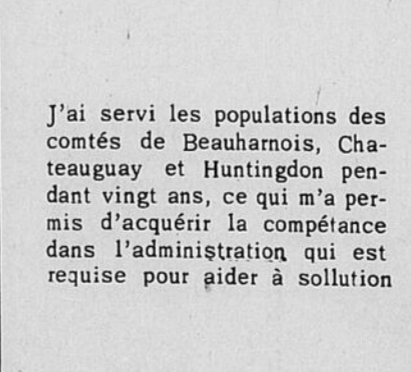 J'ai servi les populations des
comtés de Beauharnois, Cha-
teauguay et Huntingdon pen-
dant vingt ans, ce qui m'a per-
mis d'acquérir la compétance
dans l'administration qui est
requise pour aider à sollution